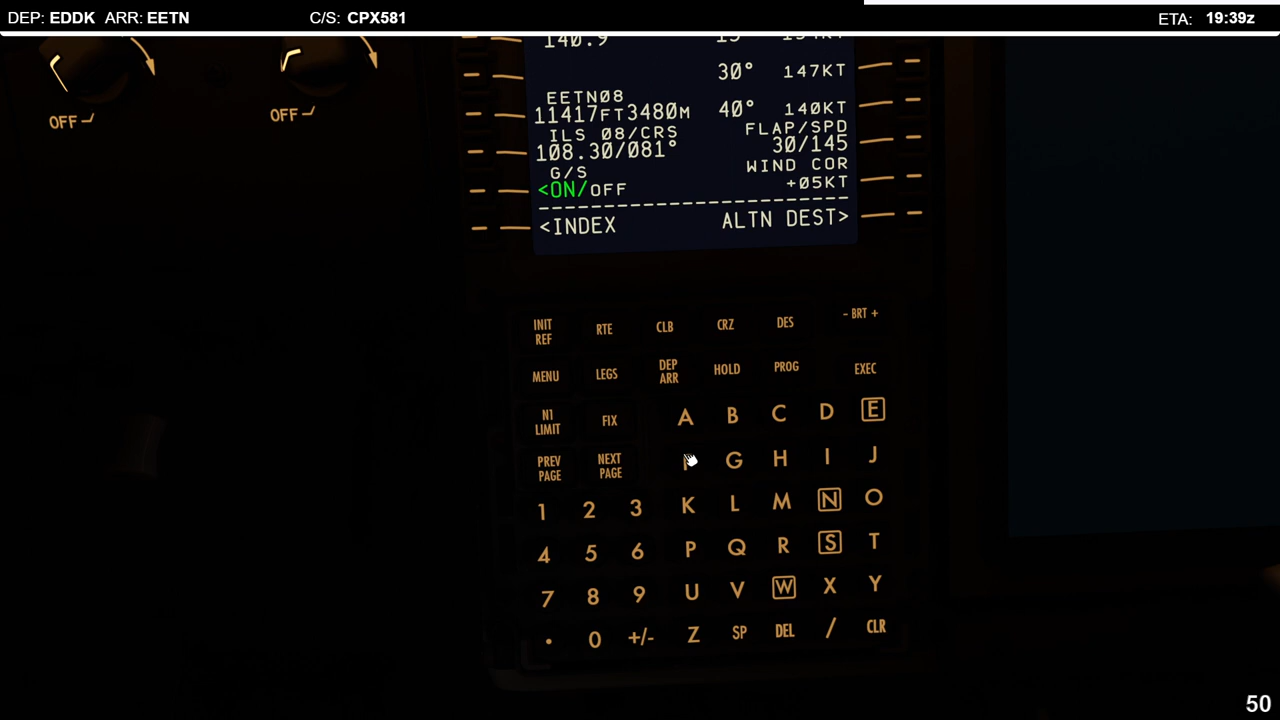 DEP: EDDK ARR: EETN C/S: CPX581 ETA: 19:39z
140.9
30° 147KT
EETN08
11417FT3480M 40° 140KT
ILS 08/CRS FLAP/SPD
108.30/081° 30/145
G/S WIND COR
<ON/OFF +05KT
--------------------------
<INDEX ALTN DEST>
OFF OFF
INIT REF RTE CLB CRZ DES - BRT +
MENU LEGS DEP ARR HOLD PROG EXEC
N1 LIMIT FIX A B C D E
PREV PAGE NEXT PAGE G H I J
1 2 3 K L M N O
4 5 6 P Q R S T
7 8 9 U V W X Y
. 0 +/- Z SP DEL / CLR
50